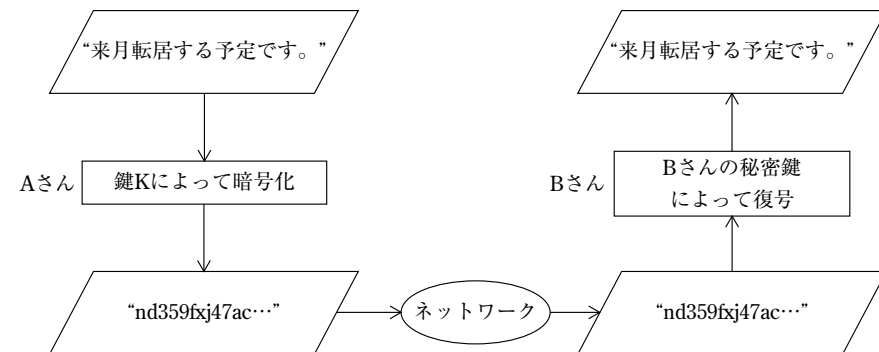 “来月転居する予定です。”
Aさん
鍵Kによって暗号化
“nd359fxj47ac…”
ネットワーク
“来月転居する予定です。”
Bさん
Bさんの秘密鍵
によって復号
“nd359fxj47ac…”